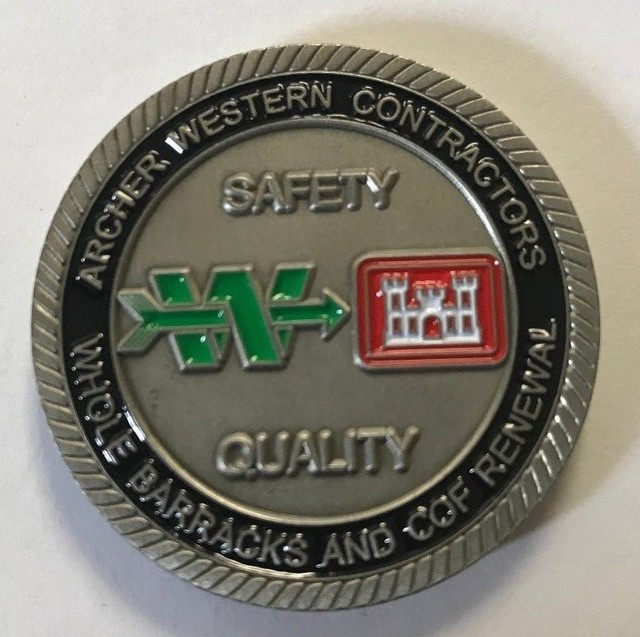 ARCHER WESTERN CONTRACTORS
SAFETY
W
QUALITY
WHOLE BARRACKS AND COF RENEWAL